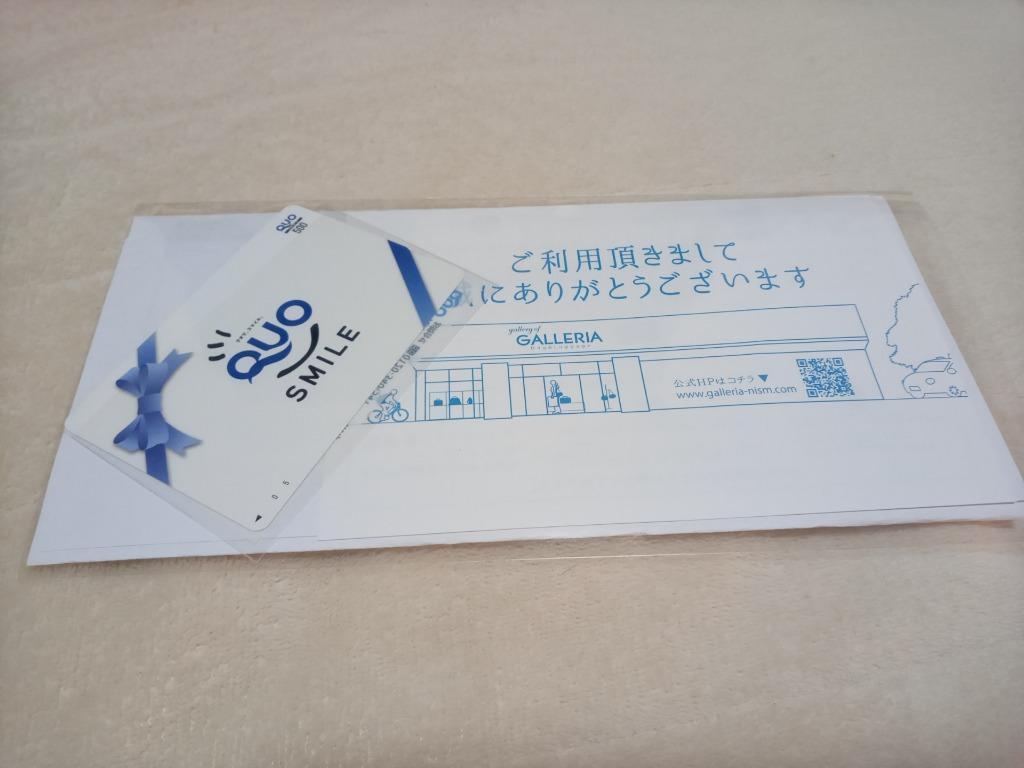 QUO
500
QUO
SMILE
0 5
ご利用頂きまして
にありがとうございます
gallery of
GALLERIA
公式HPはコチラ▼
www.galleria-nism.com